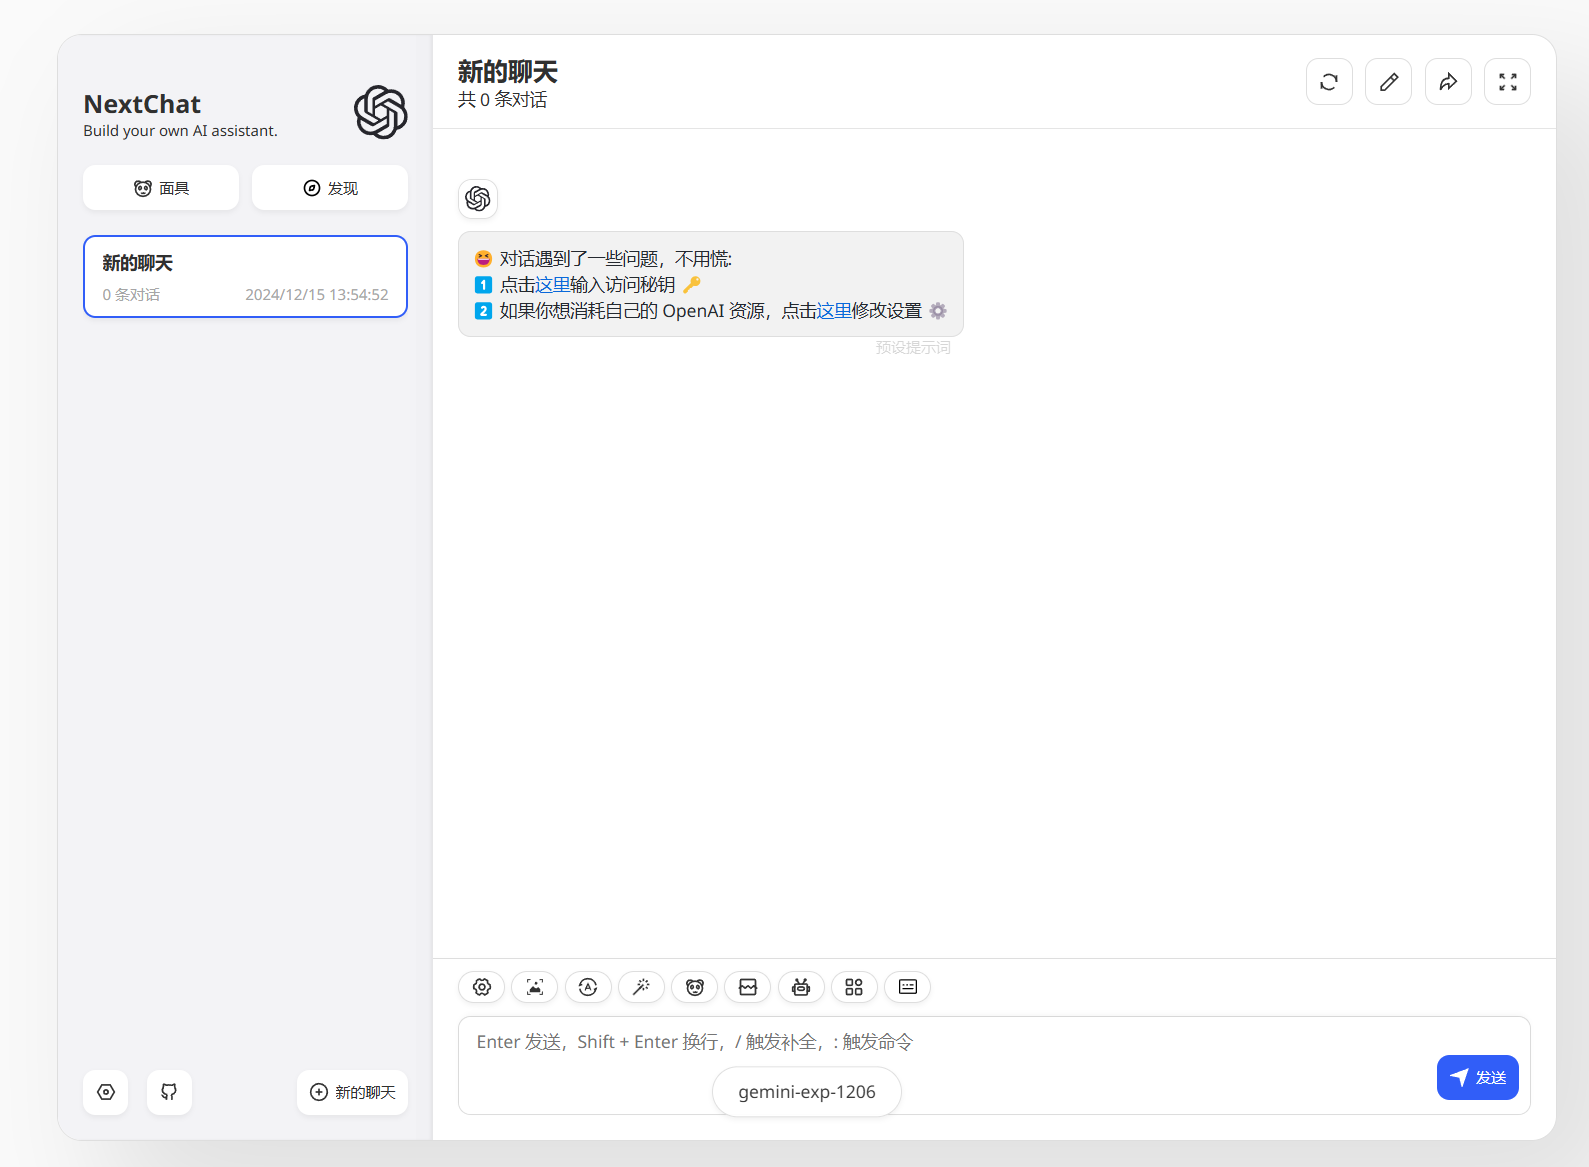 NextChat
Build your own AI assistant.
面具
发现
新的聊天
0 条对话
2024/12/15 13:54:52
新的聊天
新的聊天
共 0 条对话
😆 对话遇到了一些问题，不用慌:
1️⃣ 点击这里输入访问秘钥 🔑
2️⃣ 如果你想消耗自己的 OpenAI 资源，点击这里修改设置 ⚙️
预设提示词
Enter 发送，Shift + Enter 换行，/ 触发补全，: 触发命令
gemini-exp-1206
发送